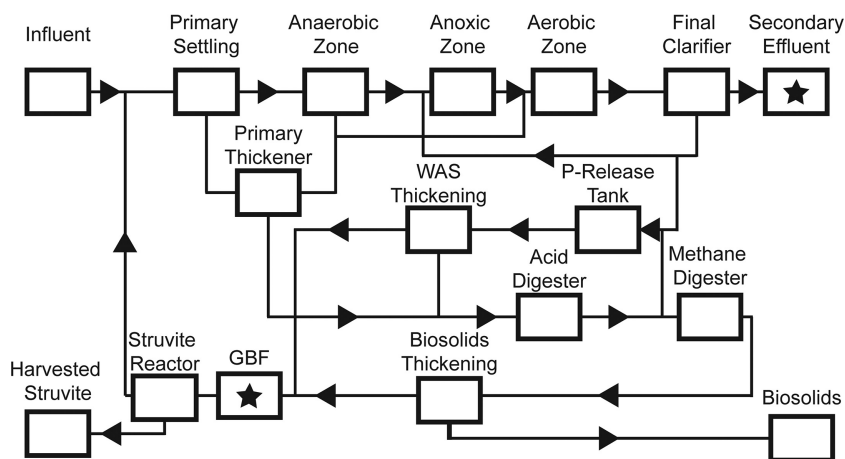 Influent
Primary
Settling
Anaerobic
Zone
Anoxic
Zone
Aerobic
Zone
Final
Clarifier
Secondary
Effluent
Primary
Thickener
WAS
Thickening
P-Release
Tank
Acid
Digester
Methane
Digester
Harvested
Struvite
Struvite
Reactor
GBF
Biosolids
Thickening
Biosolids